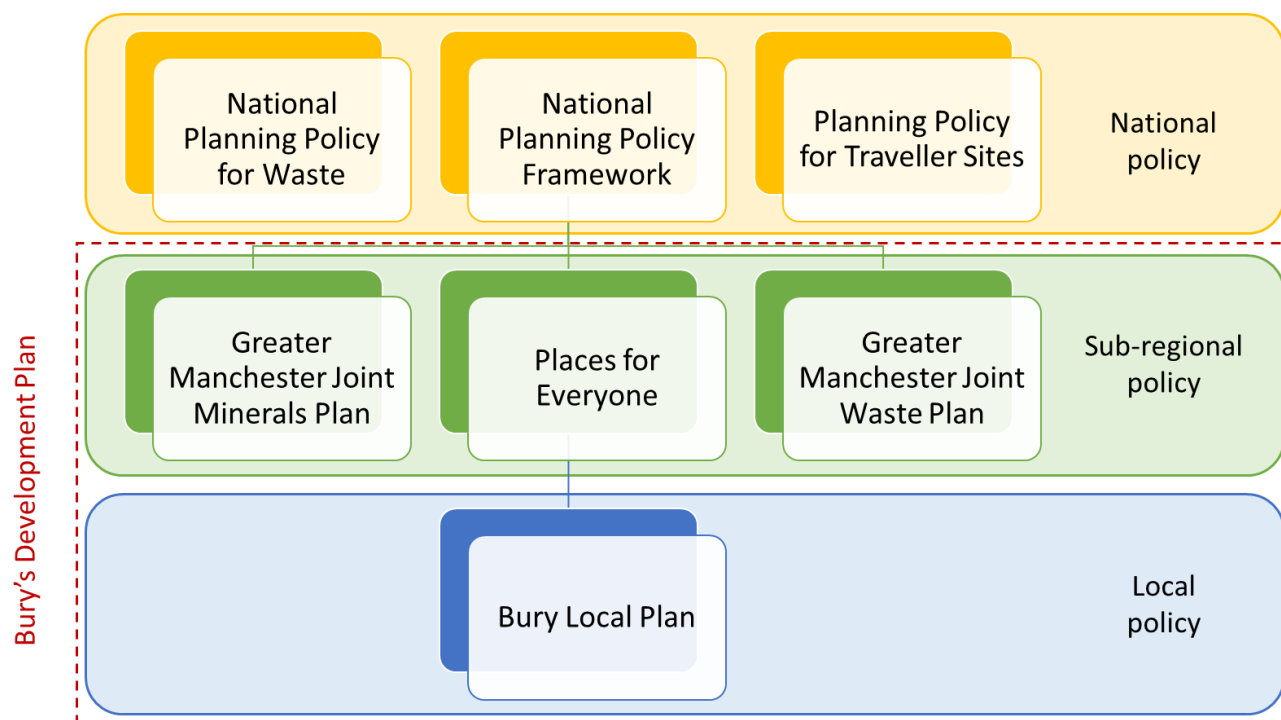 National
Planning Policy
for Waste
National
Planning Policy
Framework
Planning Policy
for Traveller Sites
National
policy
Greater
Manchester Joint
Minerals Plan
Places for
Everyone
Greater
Manchester Joint
Waste Plan
Sub-regional
policy
Bury Local Plan
Local
policy
Bury's Development Plan